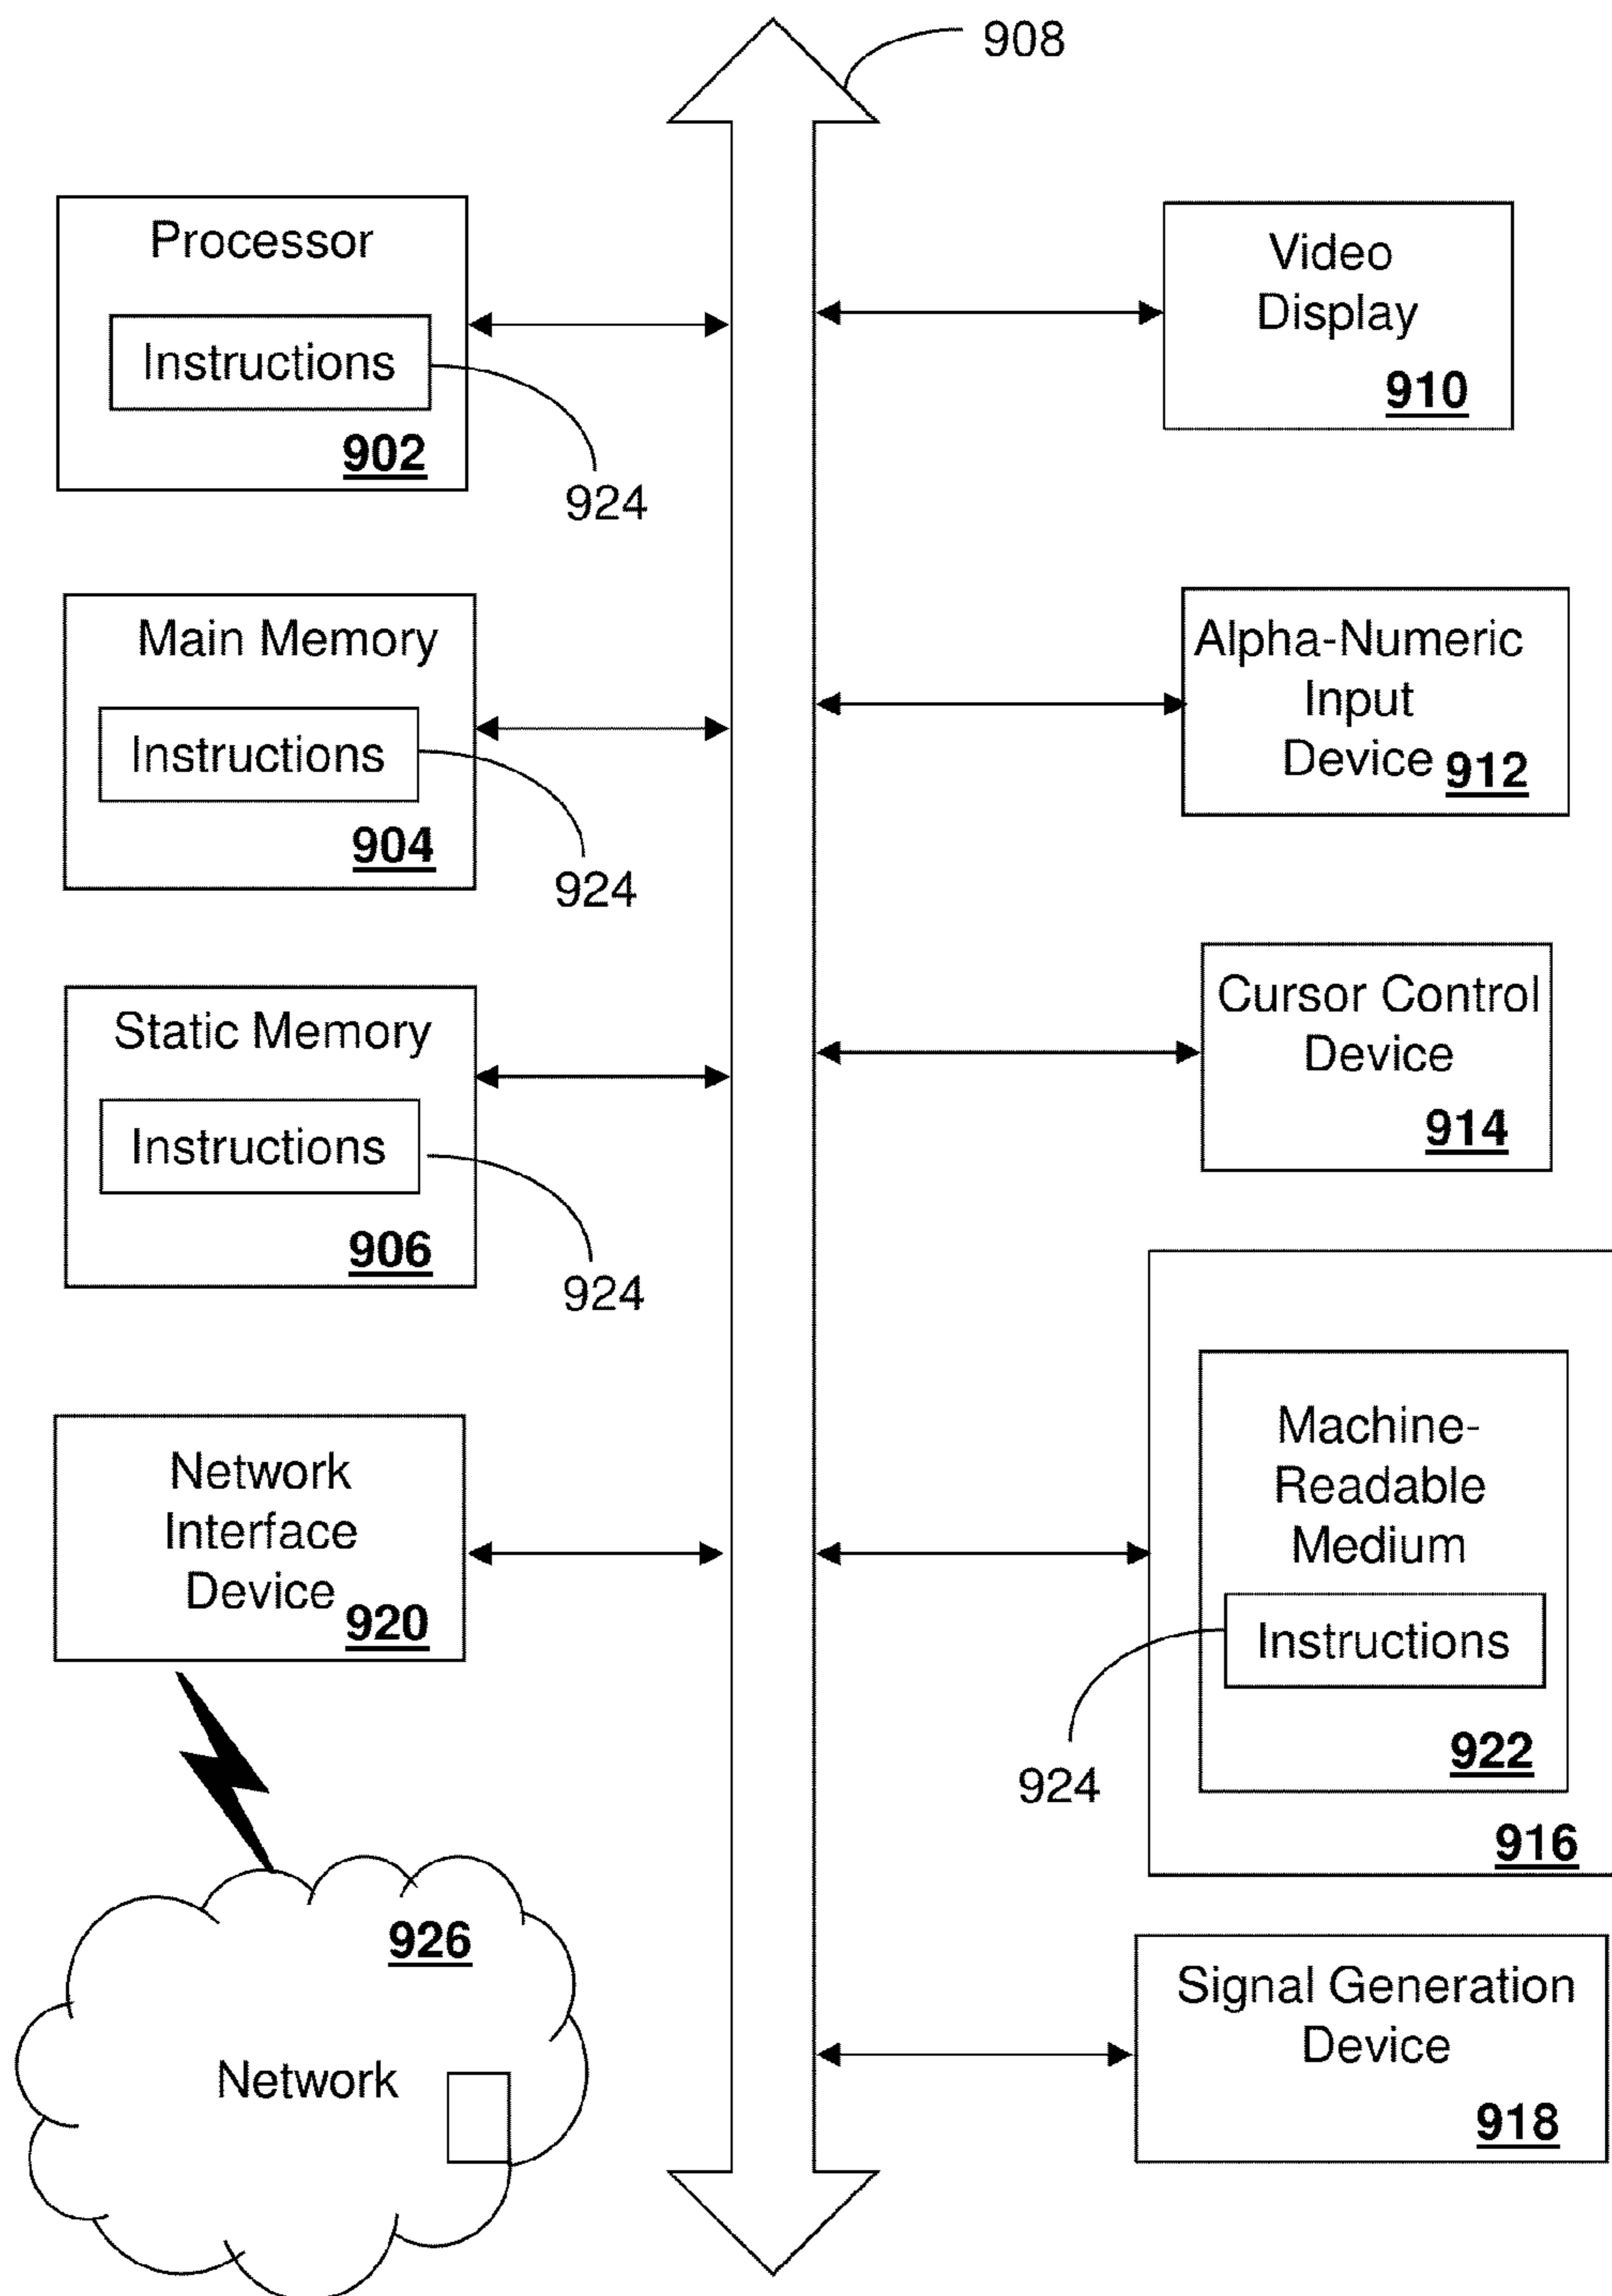 908
Processor
Instructions
902
924
Main Memory
Instructions
904
924
Static Memory
Instructions
906
924
Network
Interface
Device
920
926
Network
Video
Display
910
Alpha-Numeric
Input
Device 912
Cursor Control
Device
914
Machine-
Readable
Medium
Instructions
922
924
916
Signal Generation
Device
918